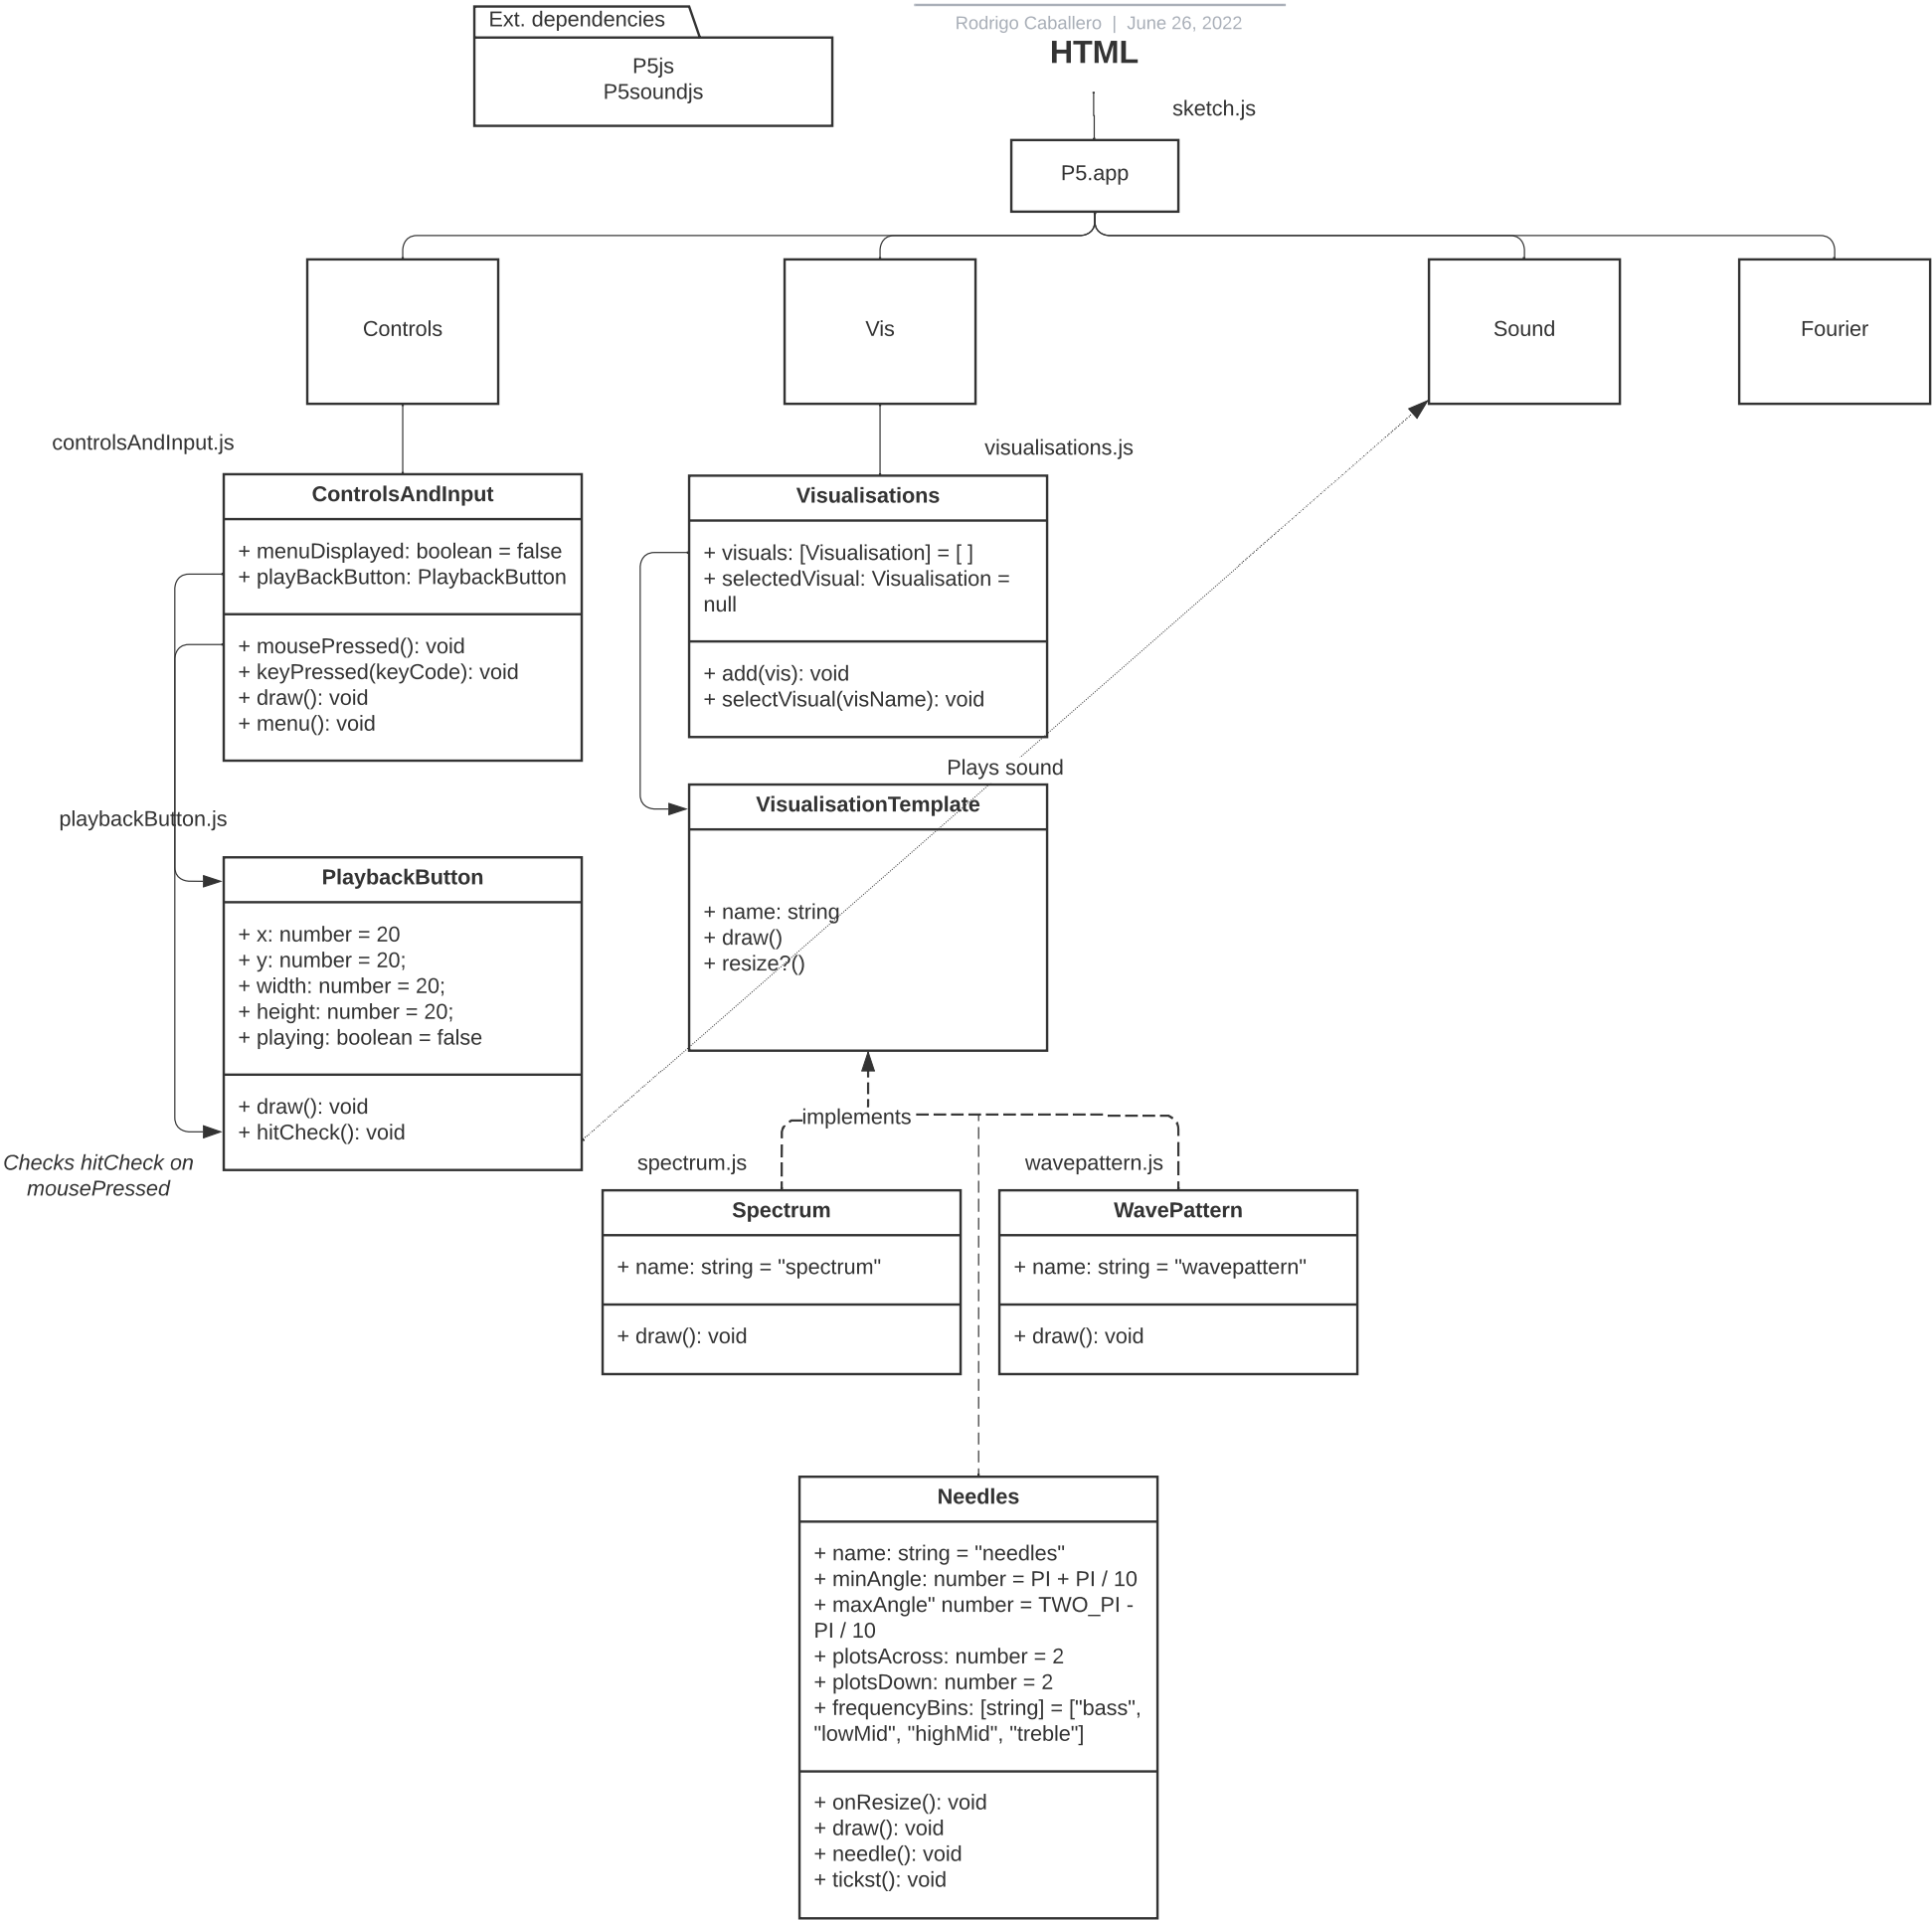 Ext. dependencies
P5js
P5soundjs
Rodrigo Caballero | June 26, 2022
HTML
sketch.js
P5.app
Controls
Vis
Sound
Fourier
controlsAndInput.js
ControlsAndInput
+ menuDisplayed: boolean = false
+ playBackButton: PlaybackButton
+ mousePressed(): void
+ keyPressed(keyCode): void
+ draw(): void
+ menu(): void
playbackButton.js
PlaybackButton
+ x: number = 20
+ y: number = 20;
+ width: number = 20;
+ height: number = 20;
+ playing: boolean = false
+ draw(): void
+ hitCheck(): void
Checks hitCheck on
mousePressed
visualisations.js
Visualisations
+ visuals: [Visualisation] = [ ]
+ selectedVisual: Visualisation =
null
+ add(vis): void
+ selectVisual(visName): void
Plays sound
VisualisationTemplate
+ name: string
+ draw()
+ resize?()
implements
spectrum.js
Spectrum
+ name: string = "spectrum"
+ draw(): void
wavepattern.js
WavePattern
+ name: string = "wavepattern"
+ draw(): void
Needles
+ name: string = "needles"
+ minAngle: number = PI + PI / 10
+ maxAngle" number = TWO_PI -
PI / 10
+ plotsAcross: number = 2
+ plotsDown: number = 2
+ frequencyBins: [string] = ["bass",
"lowMid", "highMid", "treble"]
+ onResize(): void
+ draw(): void
+ needle(): void
+ tickst(): void